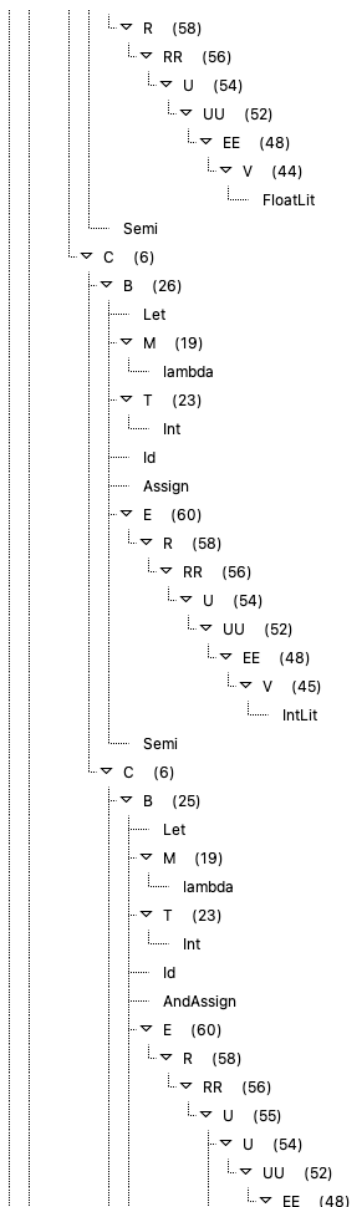 R (58)
RR (56)
U (54)
UU (52)
EE (48)
V (44)
FloatLit
Semi
C (6)
B (26)
Let
M (19)
lambda
T (23)
Int
Id
Assign
E (60)
R (58)
RR (56)
U (54)
UU (52)
EE (48)
V (45)
IntLit
Semi
C (6)
B (25)
Let
M (19)
lambda
T (23)
Int
Id
AndAssign
E (60)
R (58)
RR (56)
U (55)
U (54)
UU (52)
EE (48)